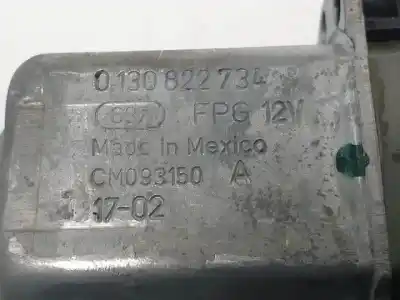 0 130 822 734
FPG 12V
Made in Mexico
CM093150 A
17-02